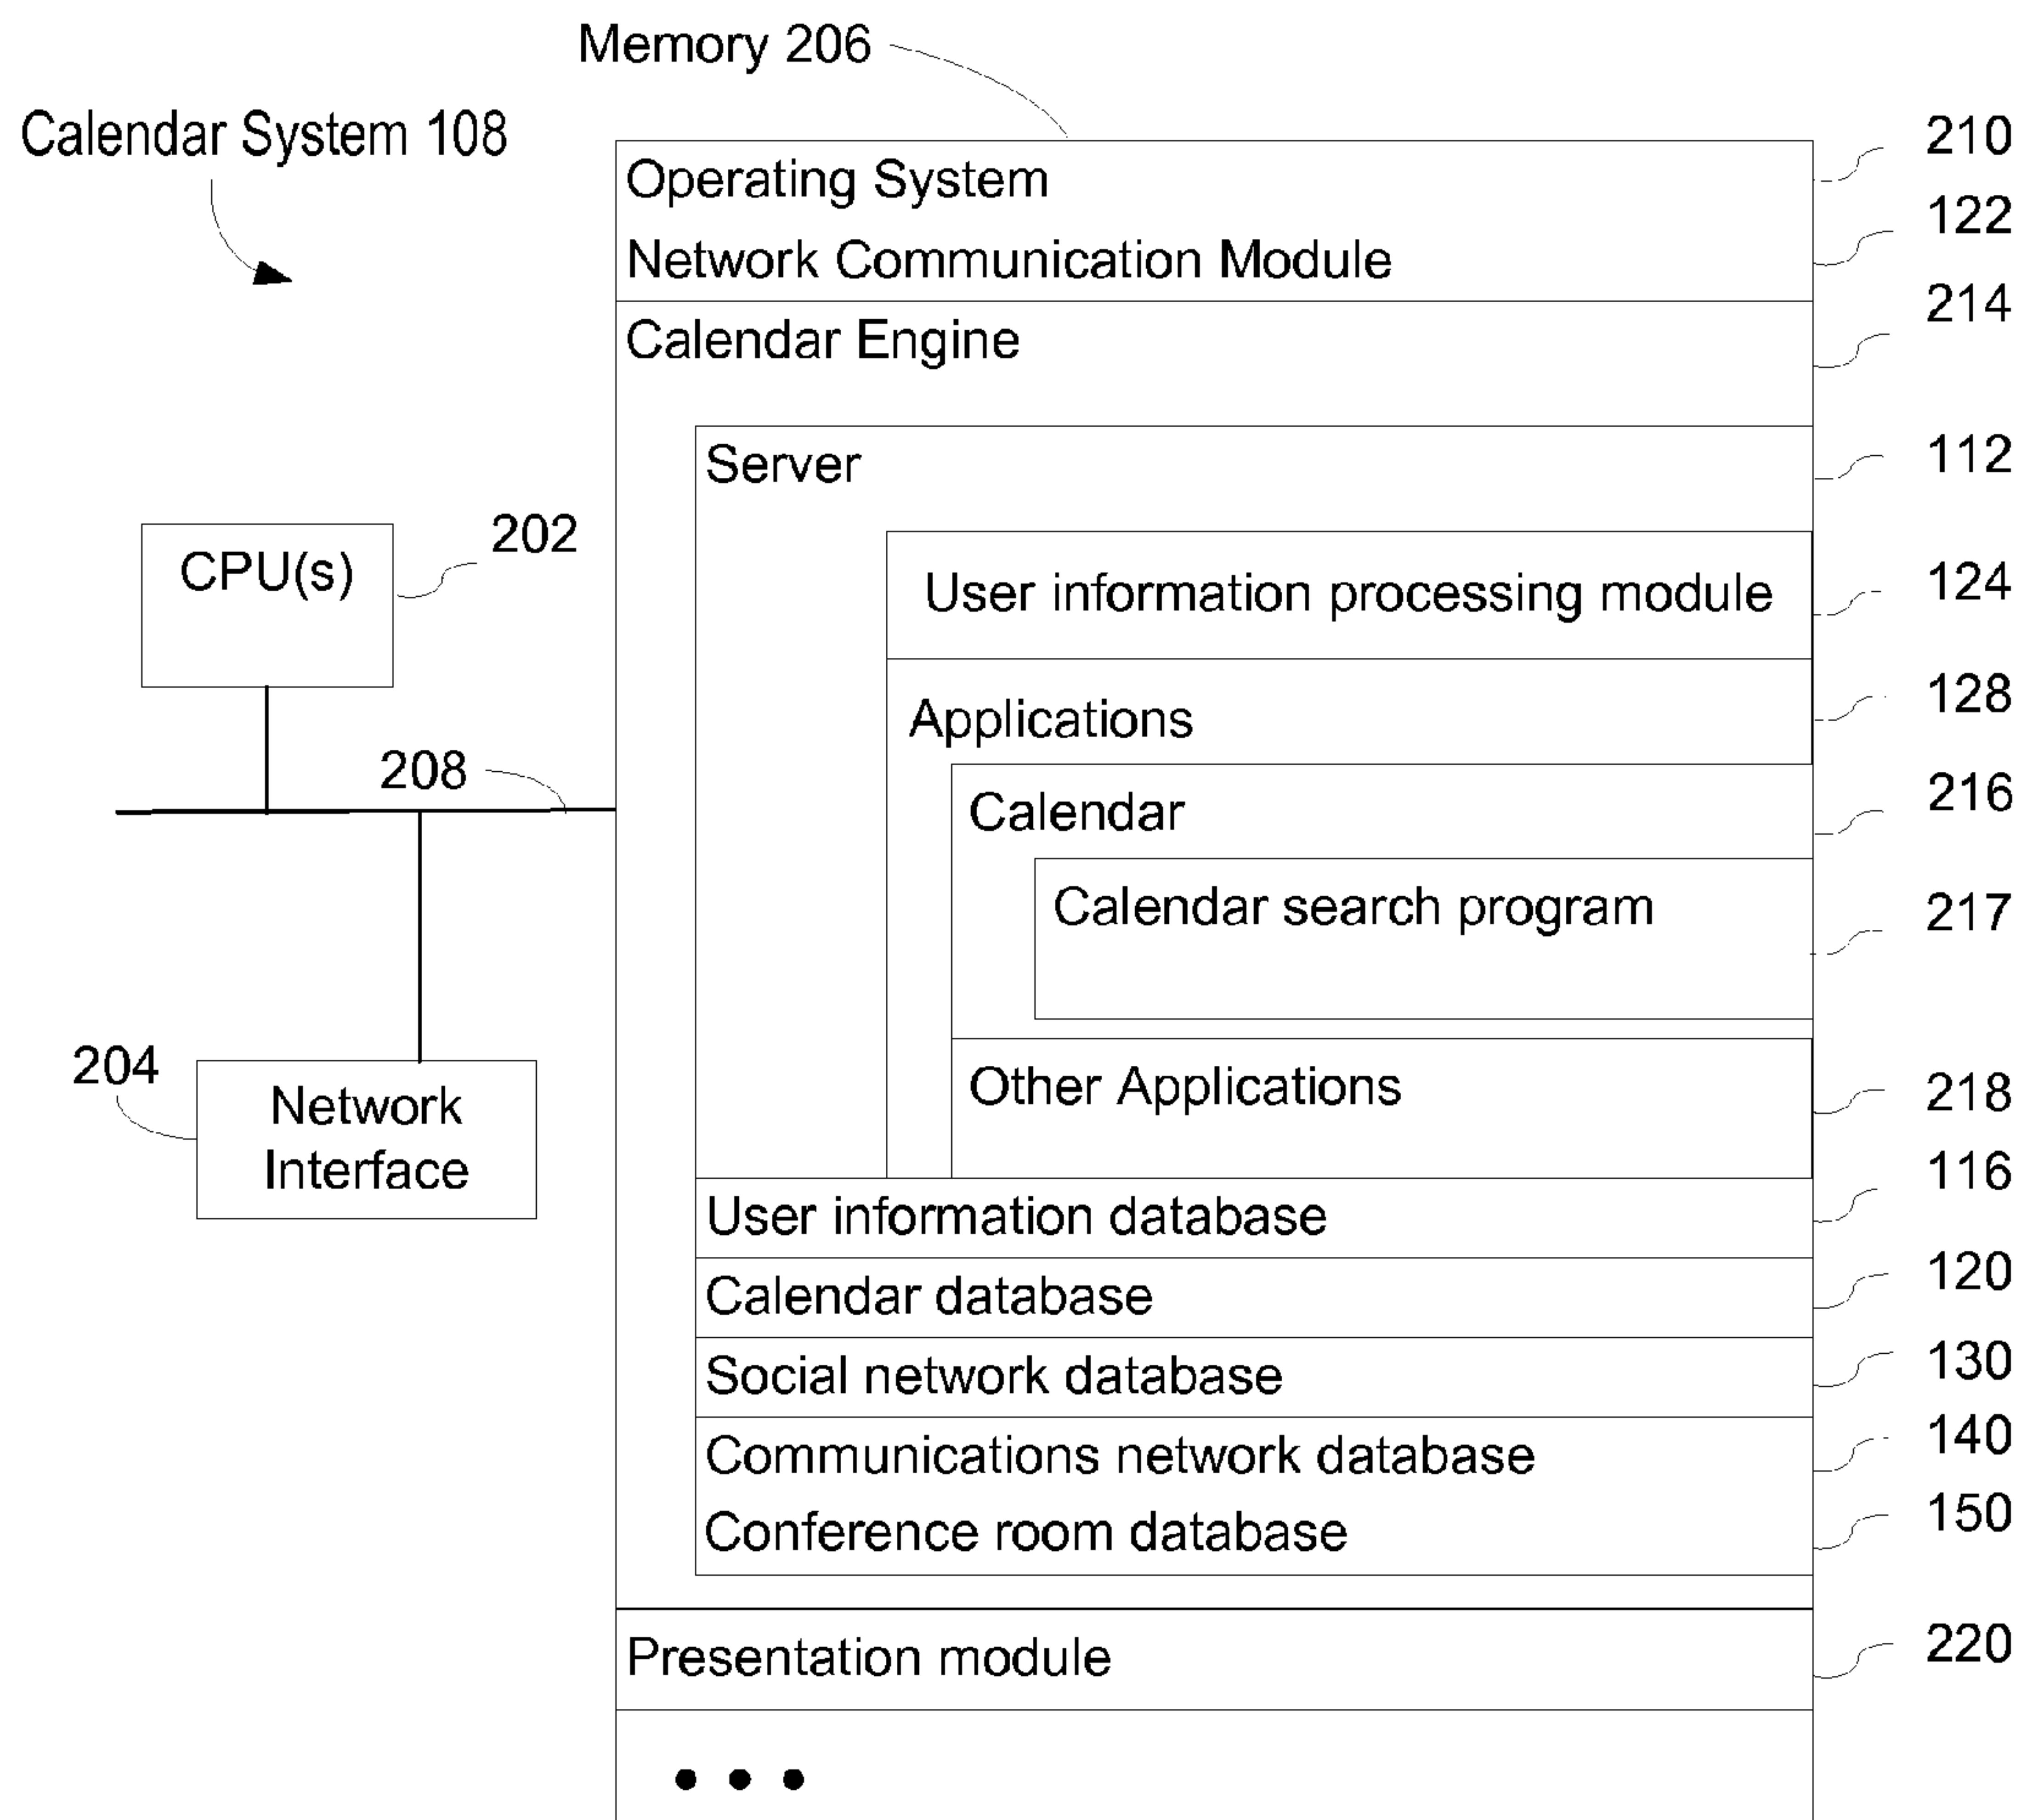 Memory 206
Calendar System 108
Operating System 210
Network Communication Module 122
Calendar Engine 214
Server 112
CPU(s) 202
User information processing module 124
Applications 128
208
Calendar 216
Calendar search program 217
204
Network
Interface
Other Applications 218
User information database 116
Calendar database 120
Social network database 130
Communications network database 140
Conference room database 150
Presentation module 220
• • •